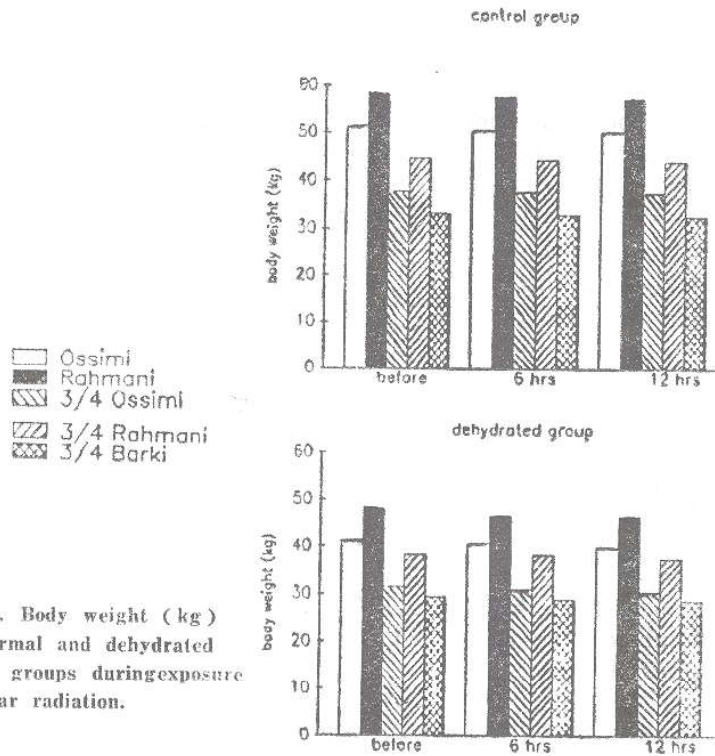 control group
body weight (kg)
60
50
40
30
20
10
0
before 6 hrs 12 hrs
Ossimi
Rahmani
3/4 Ossimi
3/4 Rahmani
3/4 Barki
dehydrated group
body weight (kg)
60
50
40
30
20
10
0
before 6 hrs 12 hrs
. Body weight (kg)
rmal and dehydrated
groups duringexposure
ar radiation.